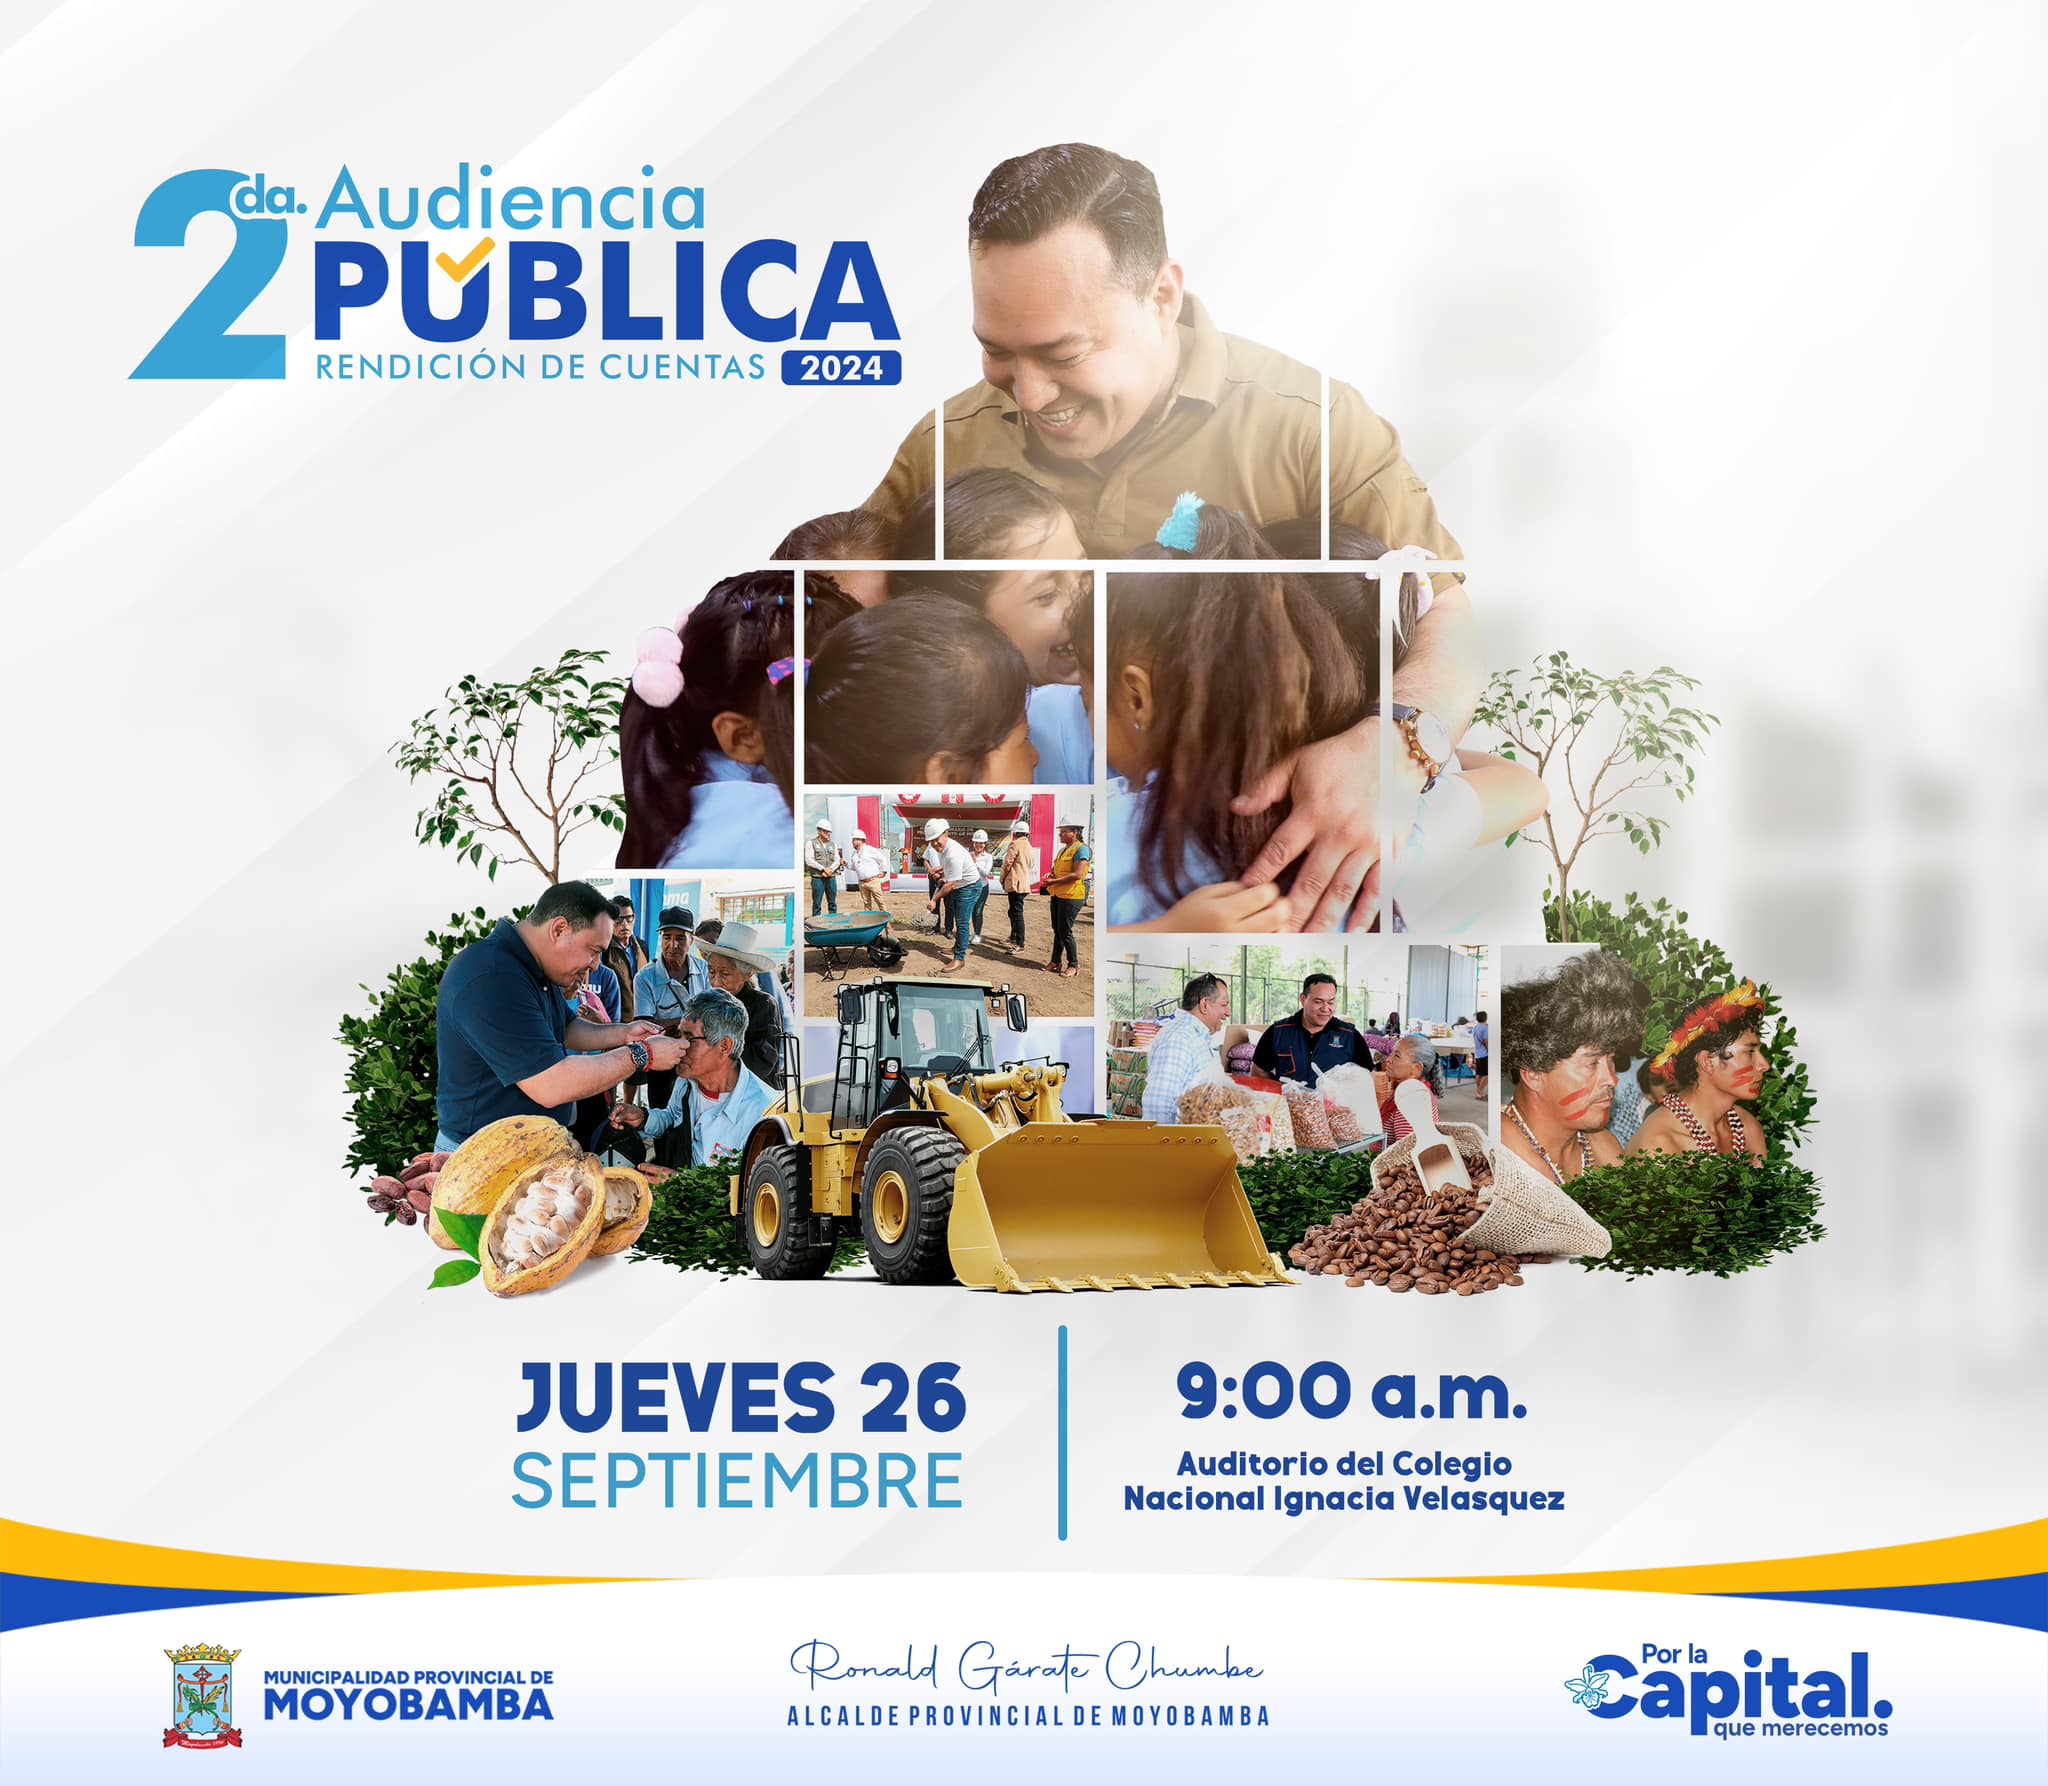 2da. Audiencia
PÚBLICA
RENDICIÓN DE CUENTAS 2024
JUEVES 26
SEPTIEMBRE
9:00 a.m.
Auditorio del Colegio
Nacional Ignacia Velasquez
MUNICIPALIDAD PROVINCIAL DE
MOYOBAMBA
Ronald Gárate Chumbe
ALCALDE PROVINCIAL DE MOYOBAMBA
Por la
Capital.
que merecemos